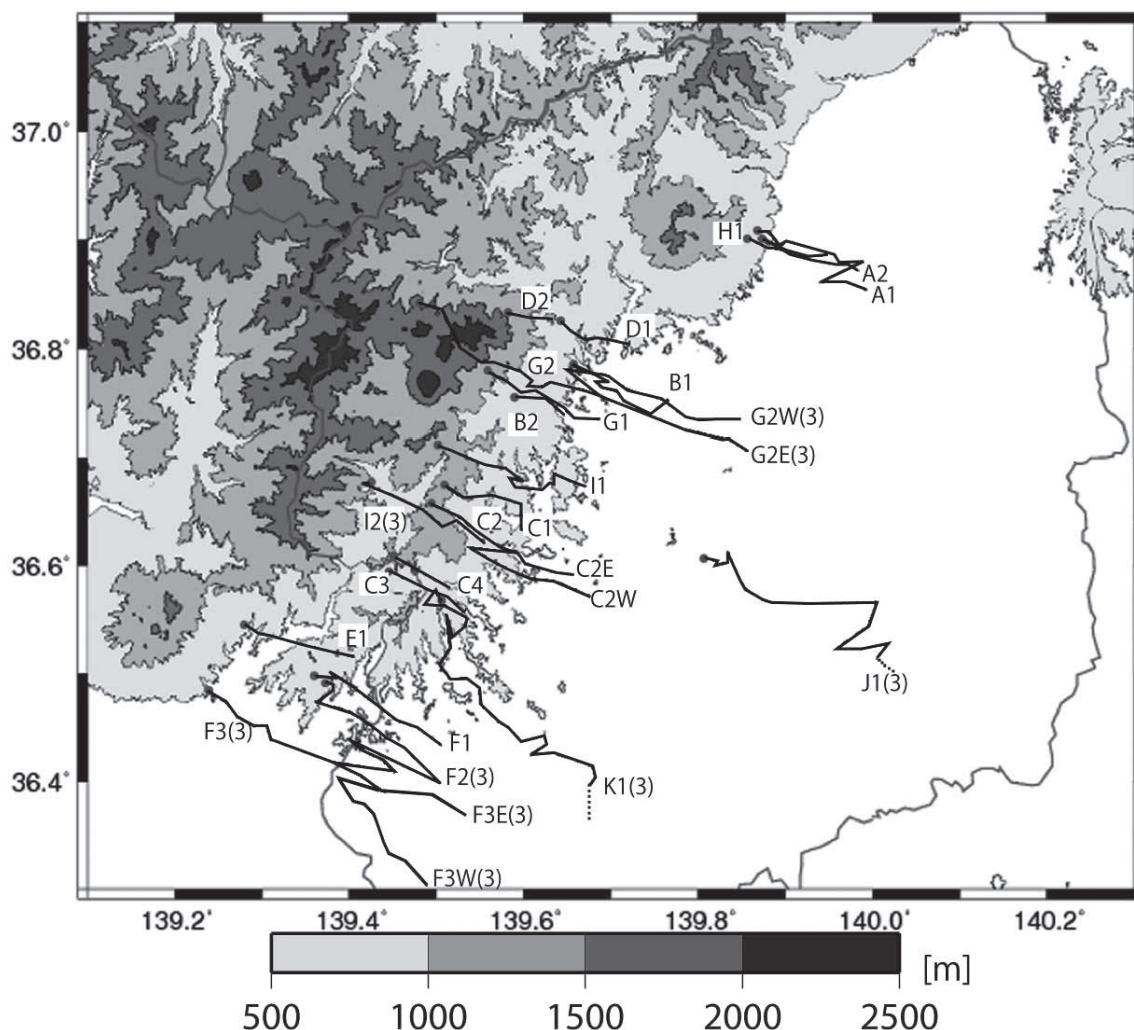 37.0°
H1
A2
A1
D2
D1
36.8°
G2
B1
G2W(3)
B2
G1
G2E(3)
I1
I2(3)
C2
C1
36.6°
C2E
C3
C4
C2W
E1
J1(3)
F3(3)
F1
F2(3)
K1(3)
36.4°
F3E(3)
F3W(3)
139.2° 139.4° 139.6° 139.8° 140.0° 140.2°
[m]
500 1000 1500 2000 2500